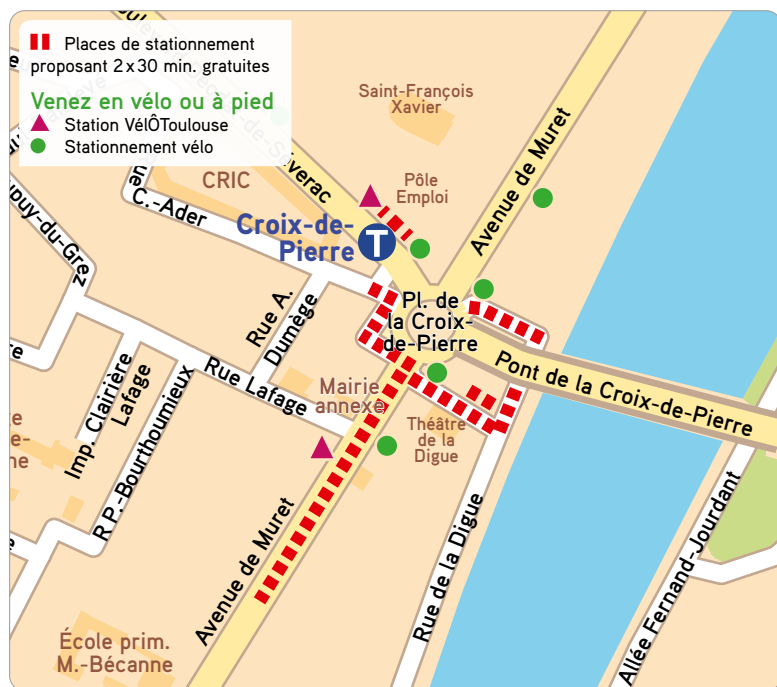 Places de stationnement
proposant 2x30 min. gratuites
Venez en vélo ou à pied
Station VélÔToulouse
Stationnement vélo
Saint-François
Xavier
Avenue de Muret
Pôle
Emploi
CRIC
C.-Ader
Croix-de-
Pierre
T
Pl. de
la Croix-
de-Pierre
Pont de la Croix-de-Pierre
Rue A.
Dumège
Rue Lafage
Mairie
annexe
Théâtre
de la
Digue
Imp. Clairière
Lafage
R P.-Bourthoumieux
Avenue de Muret
Rue de la Digue
Allée Fernand-Jourdant
École prim.
M.-Bécanne